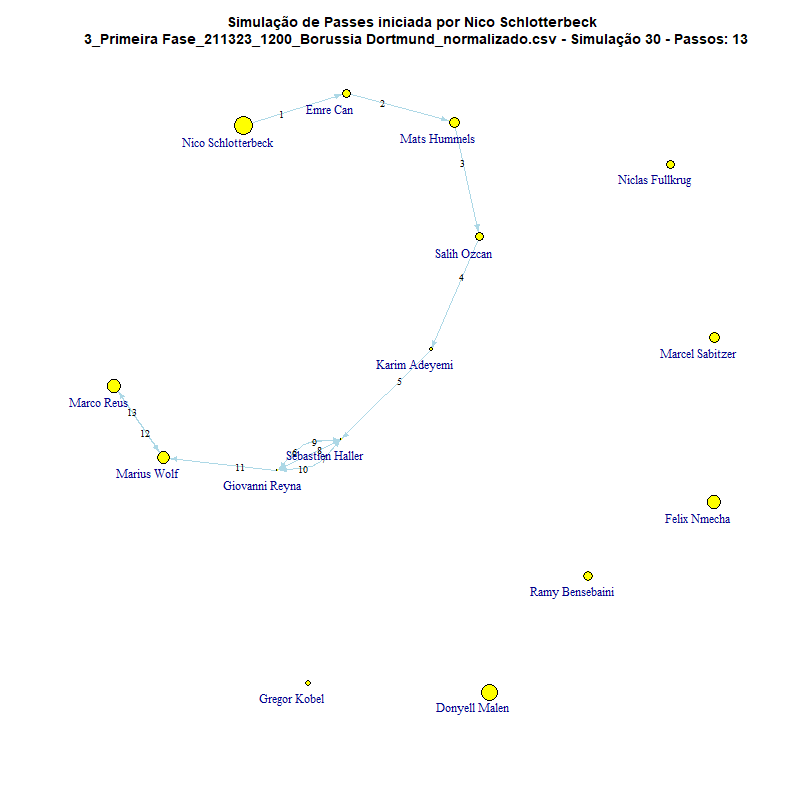 Simulação de Passes iniciada por Nico Schlotterbeck
3_Primeira Fase_211323_1200_Borussia Dortmund_normalizado.csv - Simulação 30 - Passos: 13
1
Emre Can
2
Nico Schlotterbeck
Mats Hummels
3
Niclas Fullkrug
Salih Ozcan
4
Marcel Sabitzer
Karim Adeyemi
5
Marco Reus
13
12
9
8
Sebastien Haller
10
11
Marius Wolf
Giovanni Reyna
Felix Nmecha
Ramy Bensebaini
Gregor Kobel
Donyell Malen